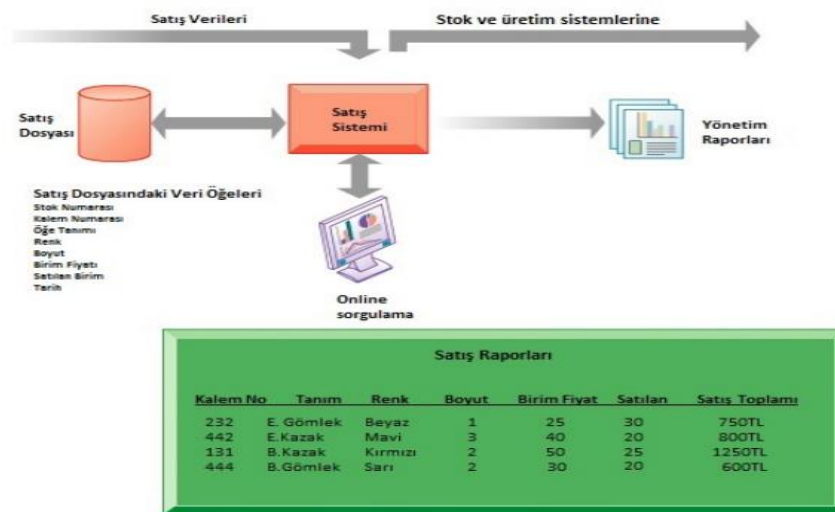 Satış Verileri
Stok ve üretim sistemlerine
Satış
Dosyası
Satış
Sistemi
Yönetim
Raporları
Satış Dosyasındaki Veri Öğeleri
Stok Numarası
Kalem Numarası
Öğe Tanımı
Renk
Boyut
Birim Fiyatı
Satılan Birim
Tarih
Online
sorgulama
Satış Raporları
Kalem No Tanım Renk Boyut Birim Fiyat Satılan Satış Toplamı
232 E. Gömlek Beyaz 1 25 30 750TL
442 E.Kazak Mavi 3 40 20 800TL
131 B.Kazak Kırmızı 2 50 25 1250TL
444 B.Gömlek Sarı 2 30 20 600TL